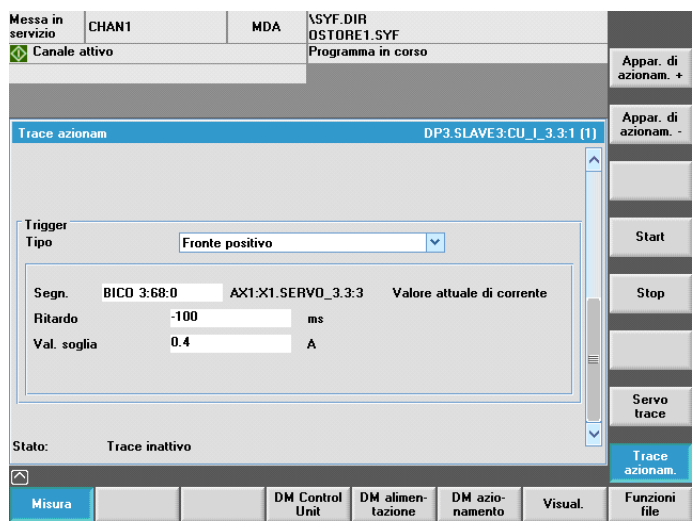 Messa in servizio
CHAN1
MDA
\SYF.DIR
OSTORE1.SYF
Canale attivo
Programma in corso
Appar. di
azionam. +
Appar. di
azionam. -
Trace azionam
DP3.SLAVE3:CU_I_3.3:1 (1)
Trigger
Tipo
Fronte positivo
Start
Segn.
BICO 3:68:0
AX1:X1.SERVO_3.3:3
Valore attuale di corrente
Stop
Ritardo
-100
ms
Val. soglia
0.4
A
Servo
trace
Stato:
Trace inattivo
Trace
azionam.
Misura
DM Control
Unit
DM alimen-
tazione
DM azio-
namento
Visual.
Funzioni
file